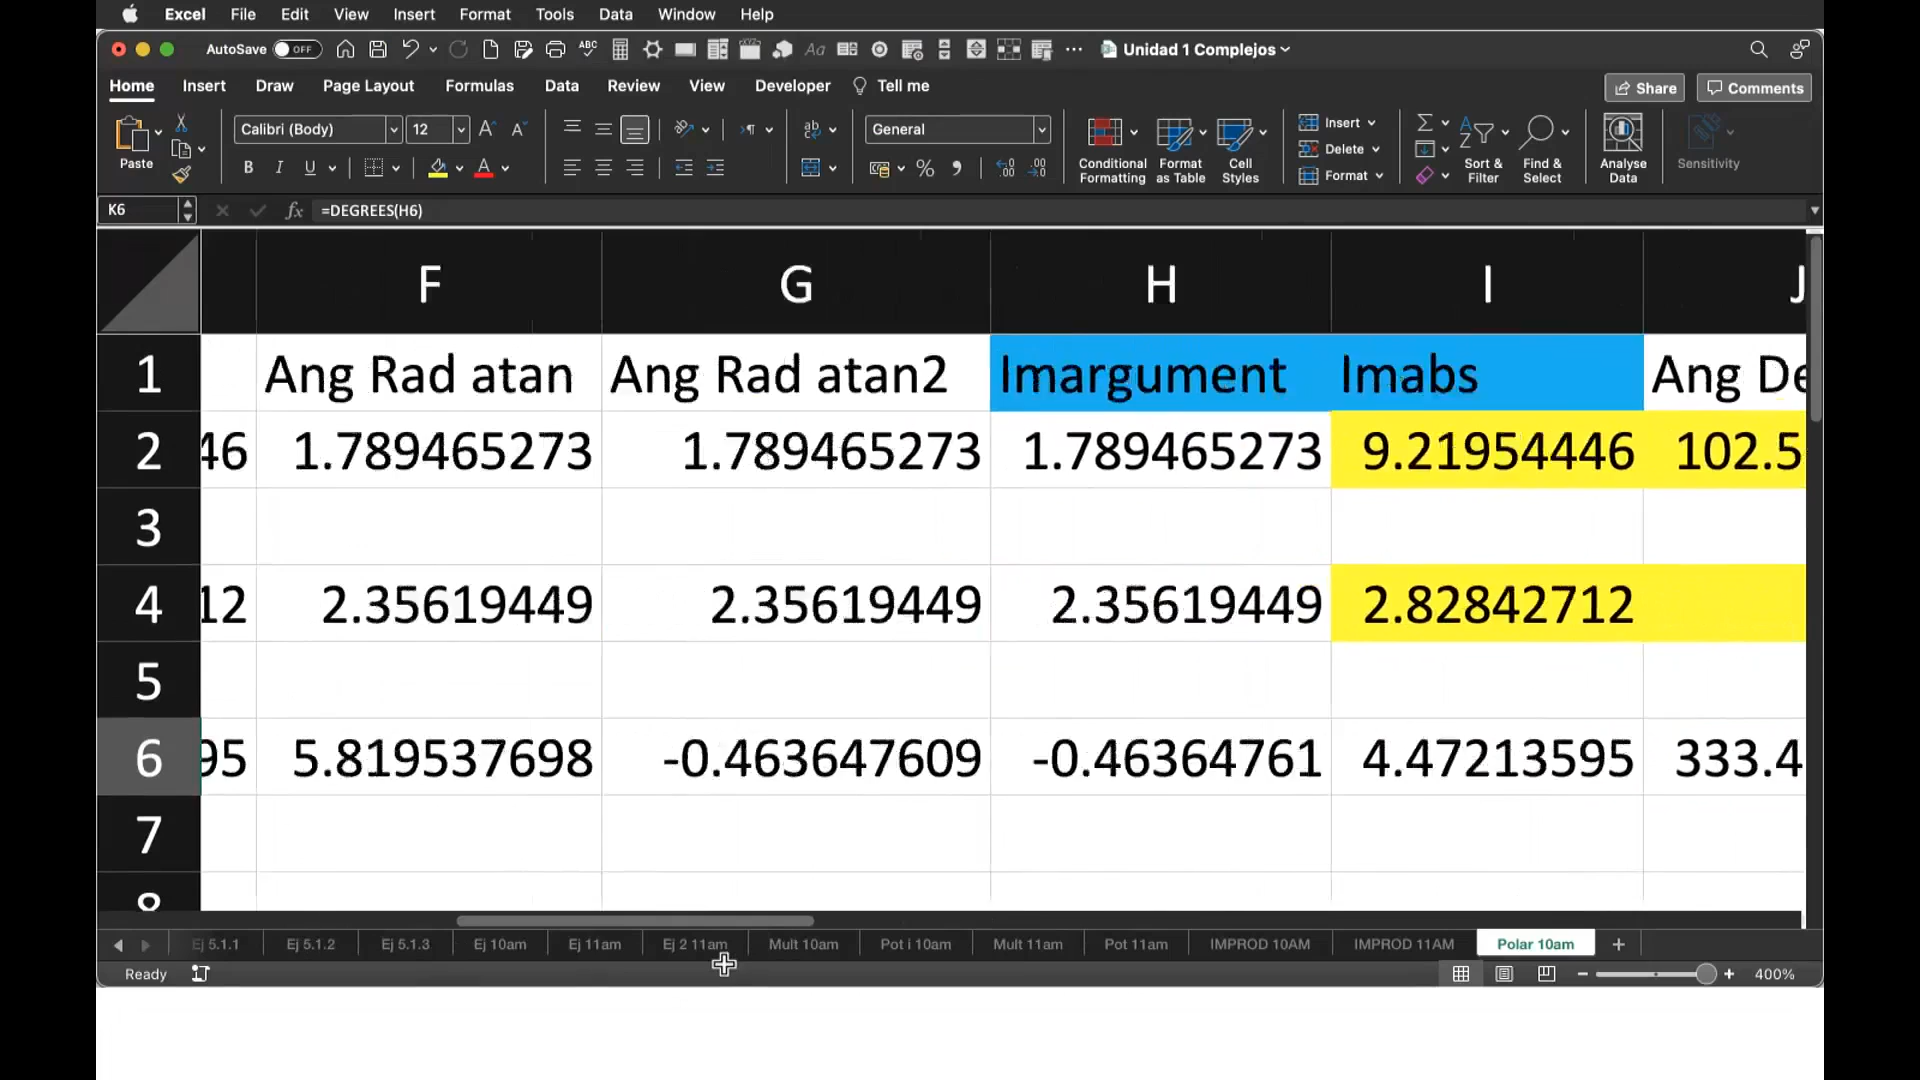 Excel File Edit View Insert Format Tools Data Window Help
AutoSave OFF ABC Aa ... Unidad 1 Complejos
Home Insert Draw Page Layout Formulas Data Review View Developer Tell me Share Comments
Paste Calibri (Body) 12 A A ab General Insert Delete Format
B I U A % , .00
Conditional Formatting Format as Table Cell Styles Sort & Filter Find & Select Analyse Data Sensitivity
K6 fx =DEGREES(H6)
F G H I J
1 Ang Rad atan Ang Rad atan2 Imargument Imabs Ang De
2 46 1.789465273 1.789465273 1.789465273 9.21954446 102.5
3
4 12 2.35619449 2.35619449 2.35619449 2.82842712
5
6 95 5.819537698 -0.463647609 -0.46364761 4.47213595 333.4
7
8
Ej 5.1.1 Ej 5.1.2 Ej 5.1.3 Ej 10am Ej 11am Ej 2 11am Mult 10am Pot i 10am Mult 11am Pot 11am IMPROD 10AM IMPROD 11AM Polar 10am +
Ready - + 400%